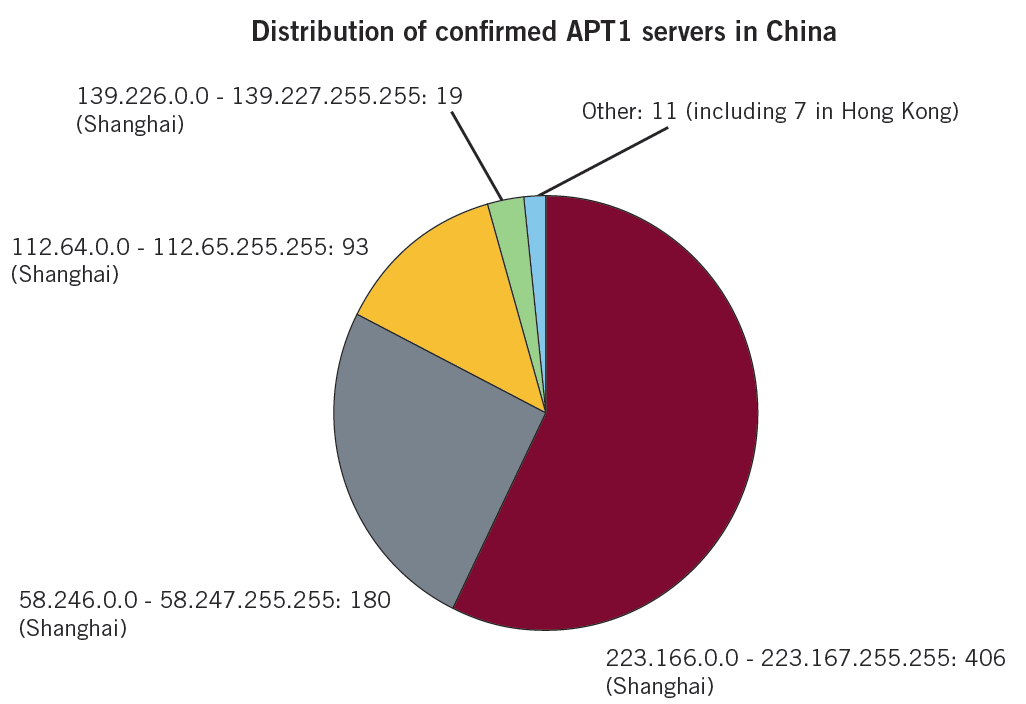 Distribution of confirmed APT1 servers in China
139.226.0.0 - 139.227.255.255: 19
(Shanghai)
Other: 11 (including 7 in Hong Kong)
112.64.0.0 - 112.65.255.255: 93
(Shanghai)
58.246.0.0 - 58.247.255.255: 180
(Shanghai)
223.166.0.0 - 223.167.255.255: 406
(Shanghai)